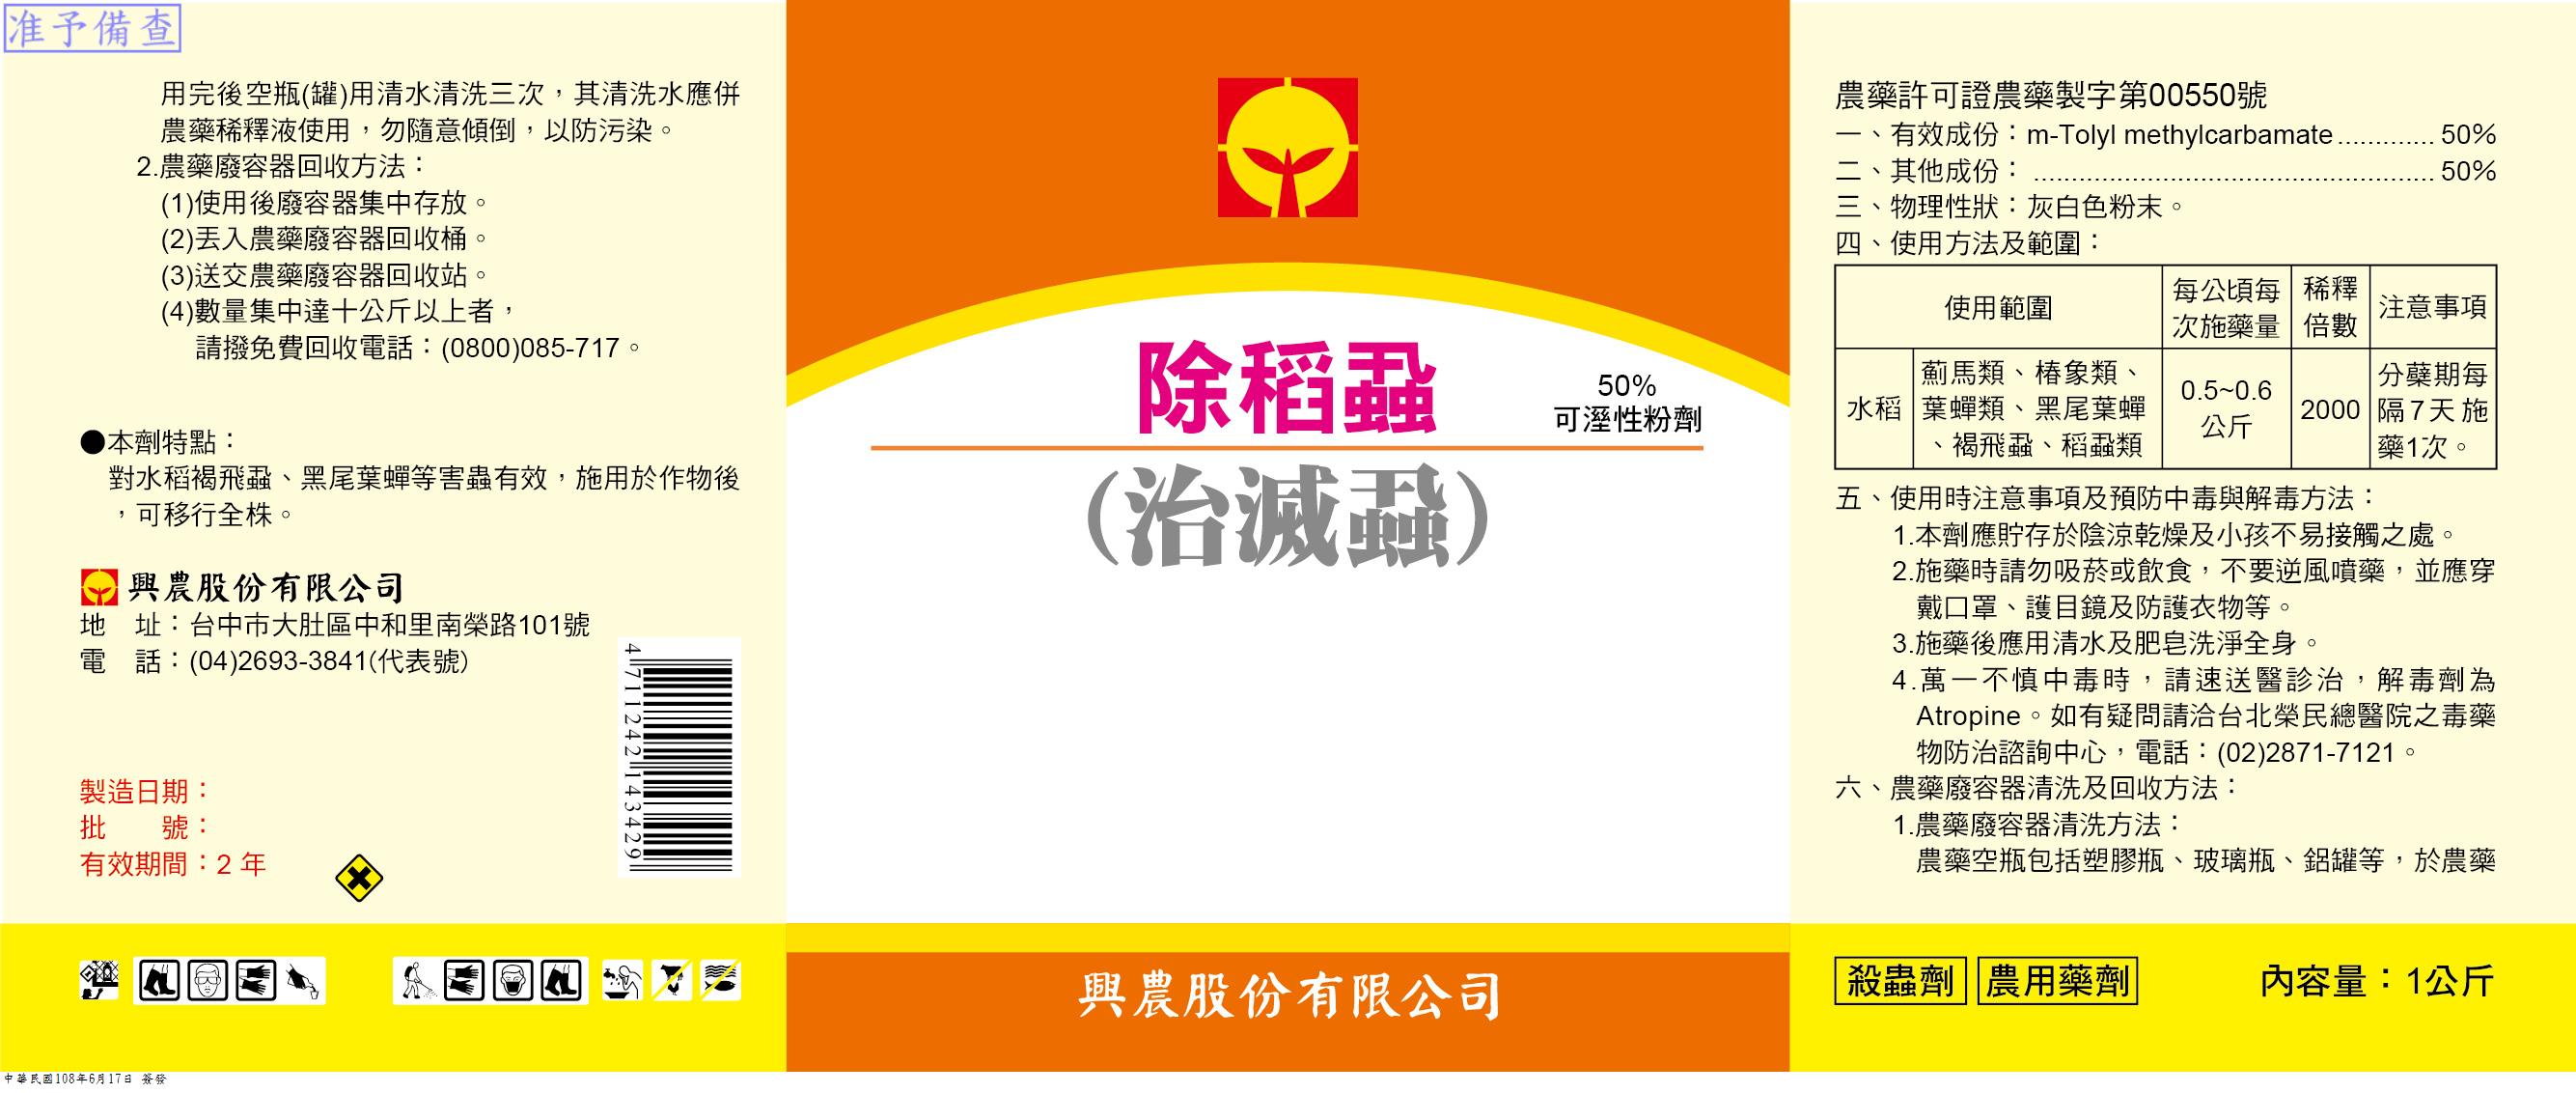 准予備查
用完後空瓶(罐)用清水清洗三次，其清洗水應併
農藥稀釋液使用，勿隨意傾倒，以防污染。
2.農藥廢容器回收方法：
(1)使用後廢容器集中存放。
(2)丟入農藥廢容器回收桶。
(3)送交農藥廢容器回收站。
(4)數量集中達十公斤以上者，
請撥免費回收電話：(0800)085-717。
●本劑特點：
對水稻褐飛蝨、黑尾葉蟬等害蟲有效，施用於作物後
，可移行全株。
興農股份有限公司
地　址：台中市大肚區中和里南榮路101號
電　話：(04)2693-3841(代表號)
4 711242 143429
製造日期：
批　　號：
有效期間：2 年
中華民國108年6月17日 簽發
除稻蝨
50%
可溼性粉劑
(治滅蝨)
興農股份有限公司
農藥許可證農藥製字第00550號
一、有效成份：m-Tolyl methylcarbamate............. 50%
二、其他成份：..................................................... 50%
三、物理性狀：灰白色粉末。
四、使用方法及範圍：
使用範圍 每公頃每次施藥量 稀釋倍數 注意事項
水稻 薊馬類、椿象類、葉蟬類、黑尾葉蟬、褐飛蝨、稻蝨類 0.5~0.6公斤 2000 分蘗期每隔7天施藥1次。
五、使用時注意事項及預防中毒與解毒方法：
1.本劑應貯存於陰涼乾燥及小孩不易接觸之處。
2.施藥時請勿吸菸或飲食，不要逆風噴藥，並應穿
戴口罩、護目鏡及防護衣物等。
3.施藥後應用清水及肥皂洗淨全身。
4.萬一不慎中毒時，請速送醫診治，解毒劑為
Atropine。如有疑問請洽台北榮民總醫院之毒藥
物防治諮詢中心，電話：(02)2871-7121。
六、農藥廢容器清洗及回收方法：
1.農藥廢容器清洗方法：
農藥空瓶包括塑膠瓶、玻璃瓶、鋁罐等，於農藥
殺蟲劑 農用藥劑 內容量：1公斤